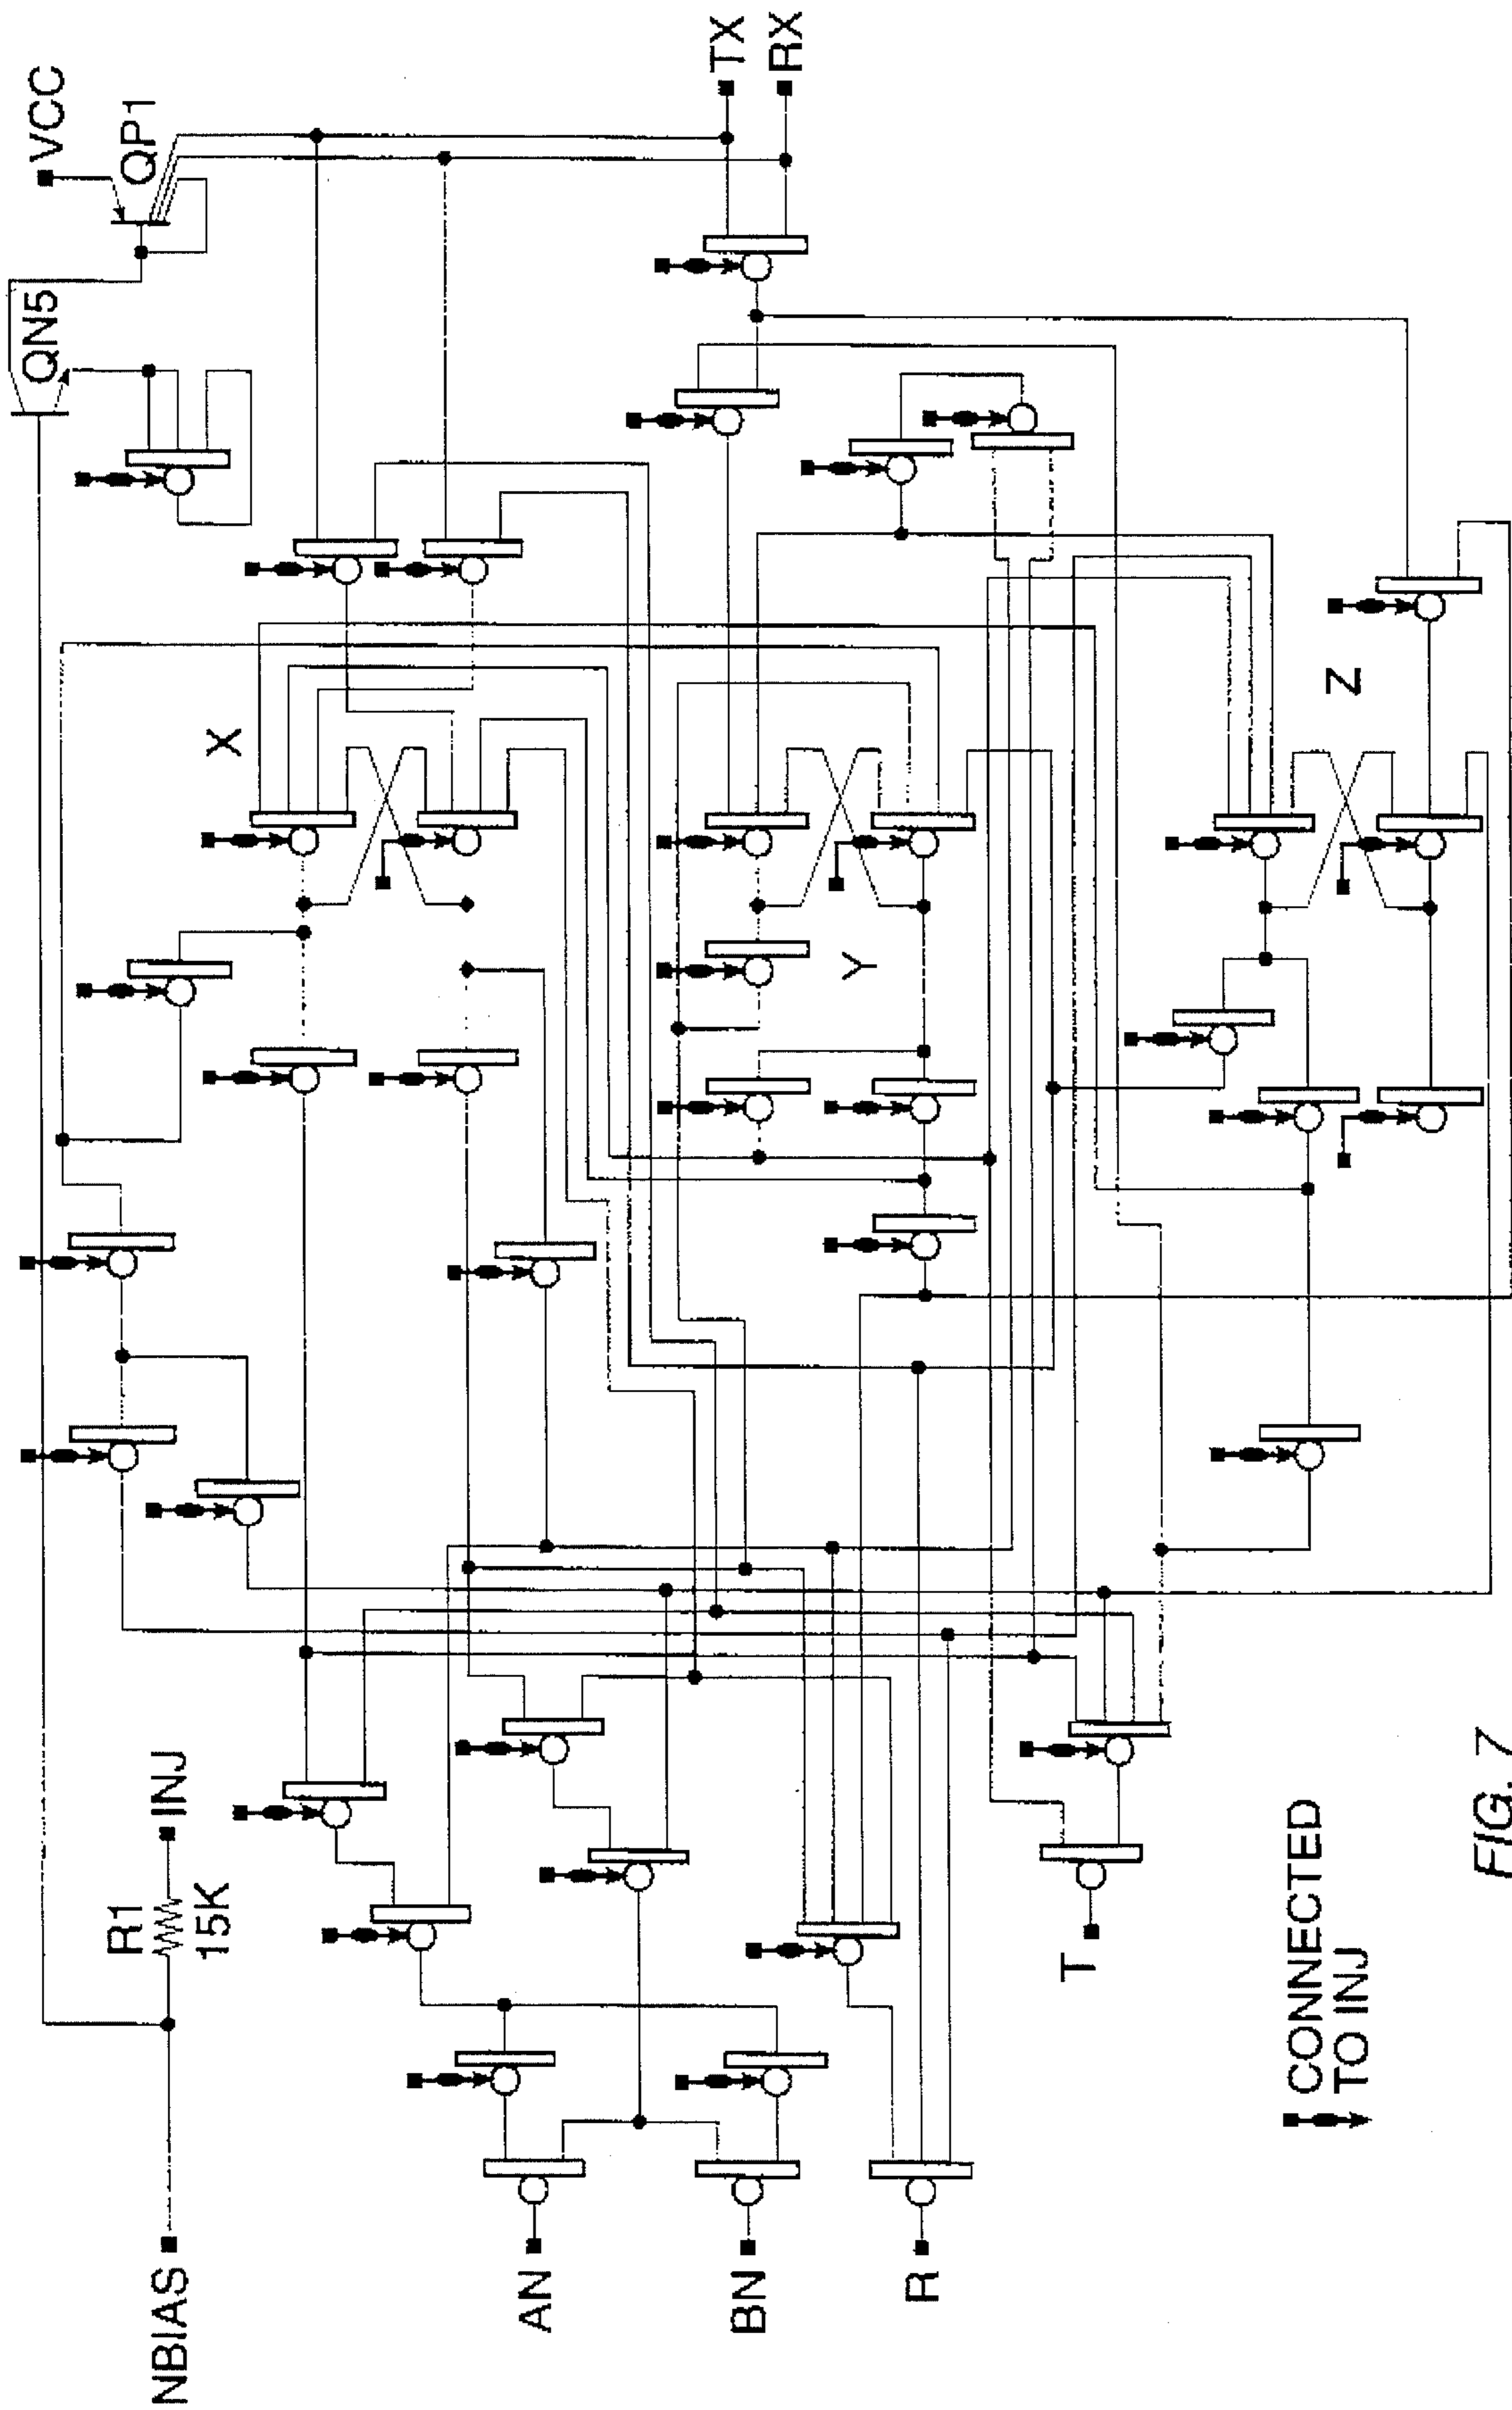 VCC
QP1
QN5
TX
RX
X
Y
Z
NBIAS
R1
15K
INJ
AN
BN
R
T
CONNECTED
TO INJ
FIG. 7